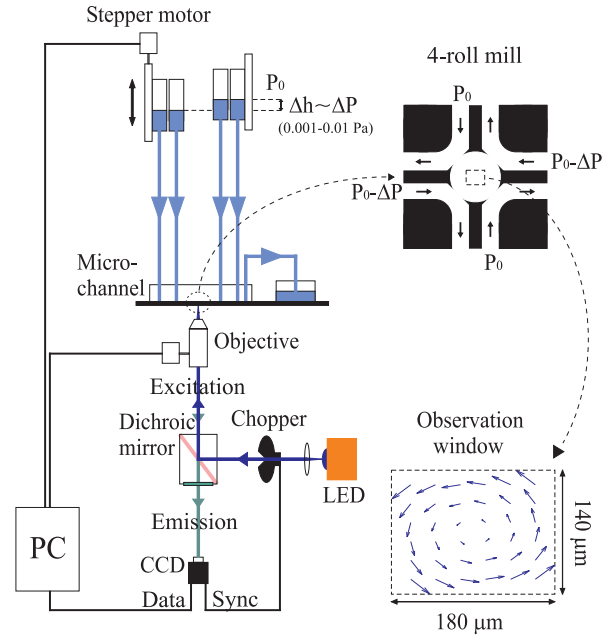 Stepper motor
P₀
Δh~ΔP
(0.001-0.01 Pa)
4-roll mill
P₀
P₀-ΔP
P₀-ΔP
P₀
Micro-
channel
Objective
Excitation
Dichroic
mirror
Chopper
LED
Emission
PC
CCD
Data
Sync
Observation
window
140 μm
180 μm